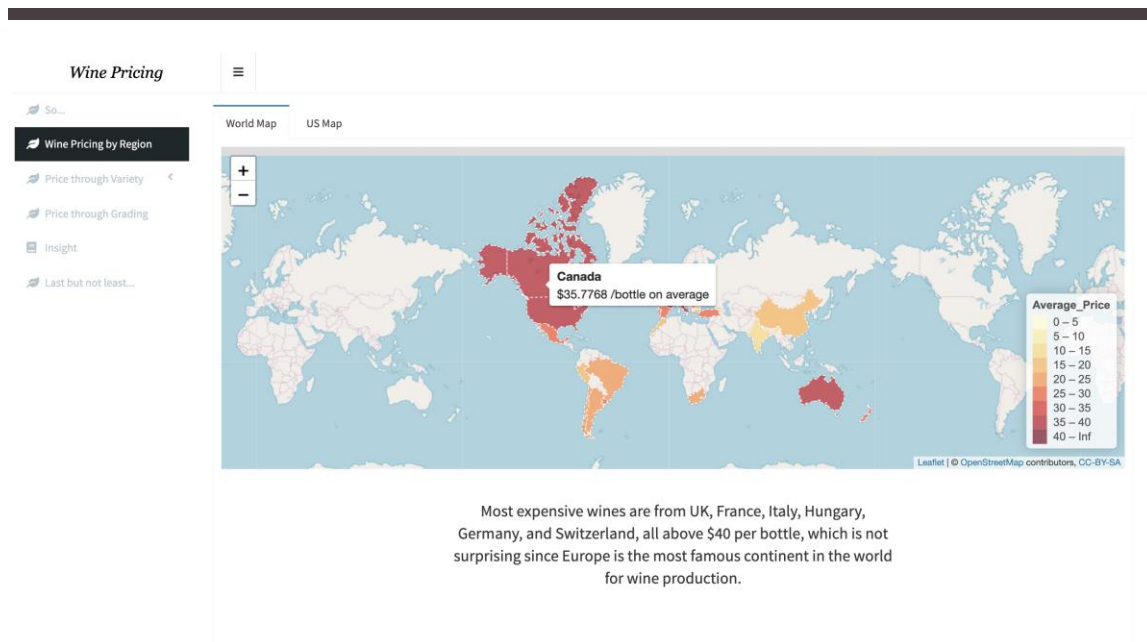 Wine Pricing
So...
Wine Pricing by Region
Price through Variety
Price through Grading
Insight
Last but not least...
World Map
US Map
+
−
Canada
$35.7768 /bottle on average
Average_Price
0 – 5
5 – 10
10 – 15
15 – 20
20 – 25
25 – 30
30 – 35
35 – 40
40 – Inf
Leaflet | © OpenStreetMap contributors, CC-BY-SA
Most expensive wines are from UK, France, Italy, Hungary,
Germany, and Switzerland, all above $40 per bottle, which is not
surprising since Europe is the most famous continent in the world
for wine production.